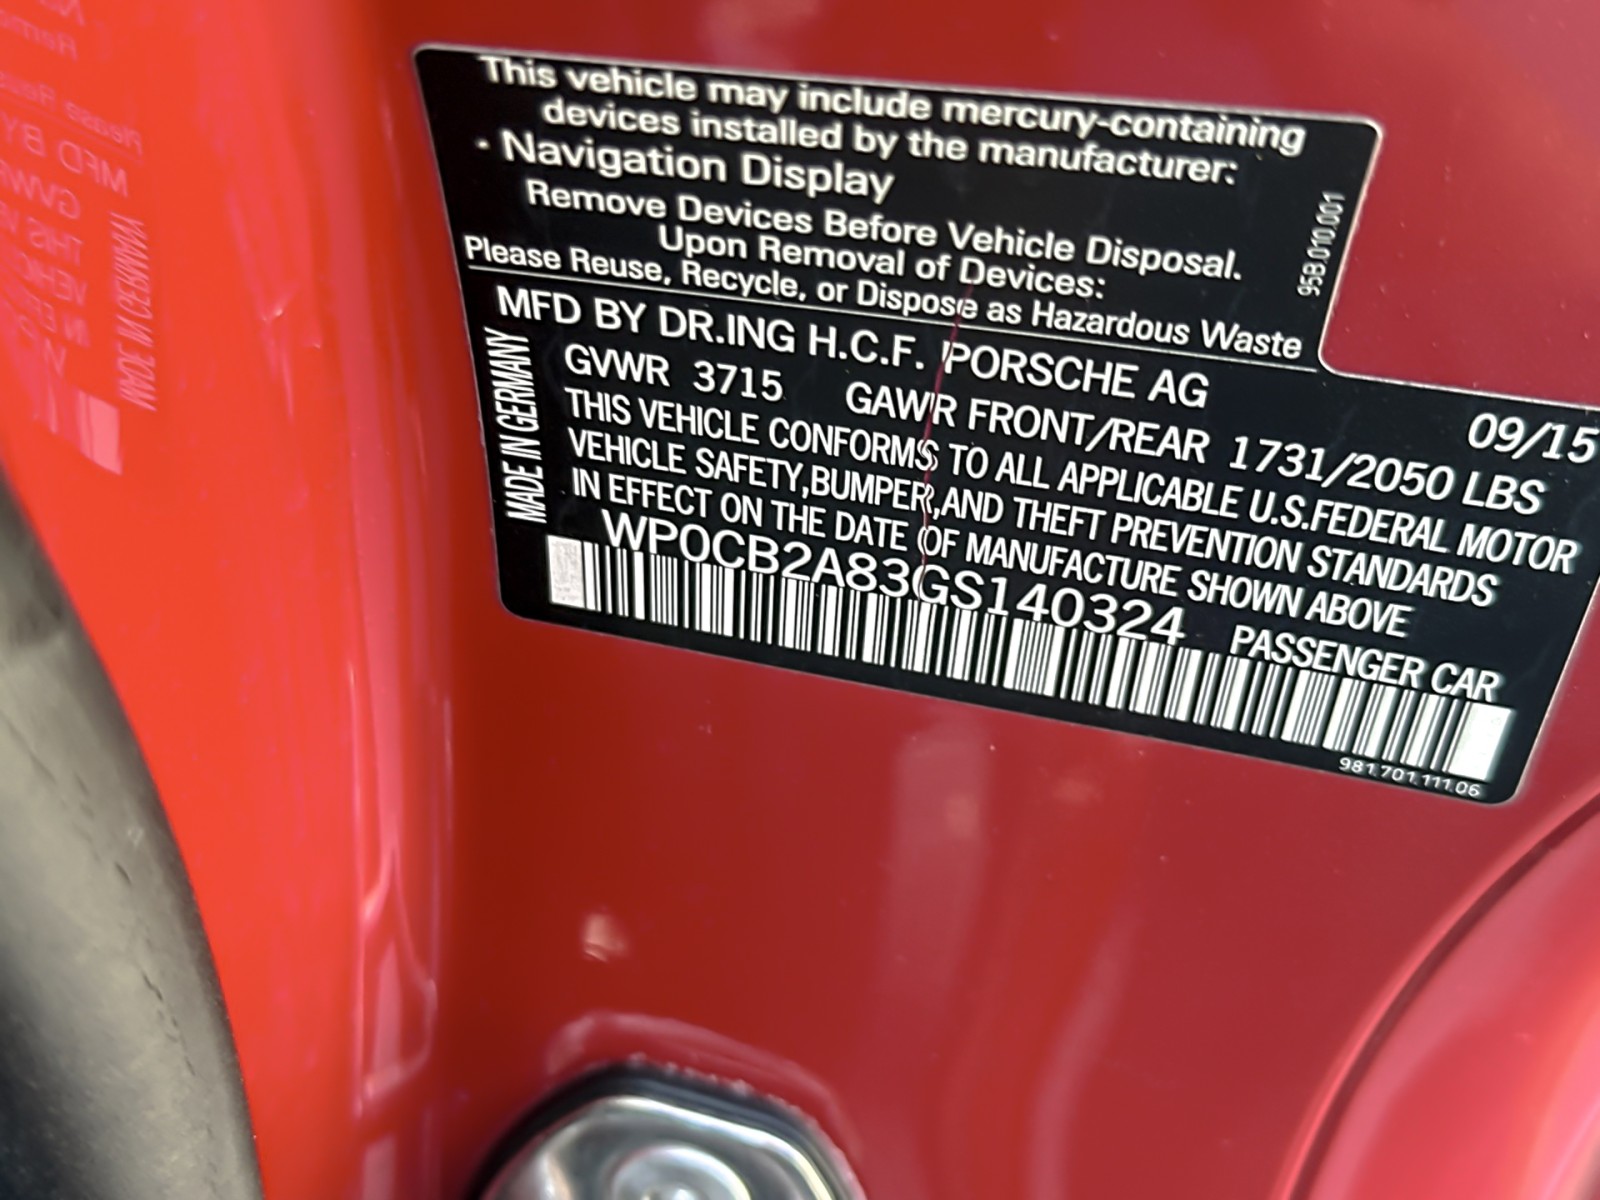 This vehicle may include mercury-containing
devices installed by the manufacturer:
· Navigation Display
Remove Devices Before Vehicle Disposal.
Upon Removal of Devices:
Please Reuse, Recycle, or Dispose as Hazardous Waste
95B.010.001
MFD BY DR.ING H.C.F. PORSCHE AG
09/15
GVWR 3715 GAWR FRONT/REAR 1731/2050 LBS
THIS VEHICLE CONFORMS TO ALL APPLICABLE U.S.FEDERAL MOTOR
VEHICLE SAFETY,BUMPER,AND THEFT PREVENTION STANDARDS
IN EFFECT ON THE DATE OF MANUFACTURE SHOWN ABOVE
MADE IN GERMANY
WP0CB2A83GS140324 PASSENGER CAR
981.701.111.06